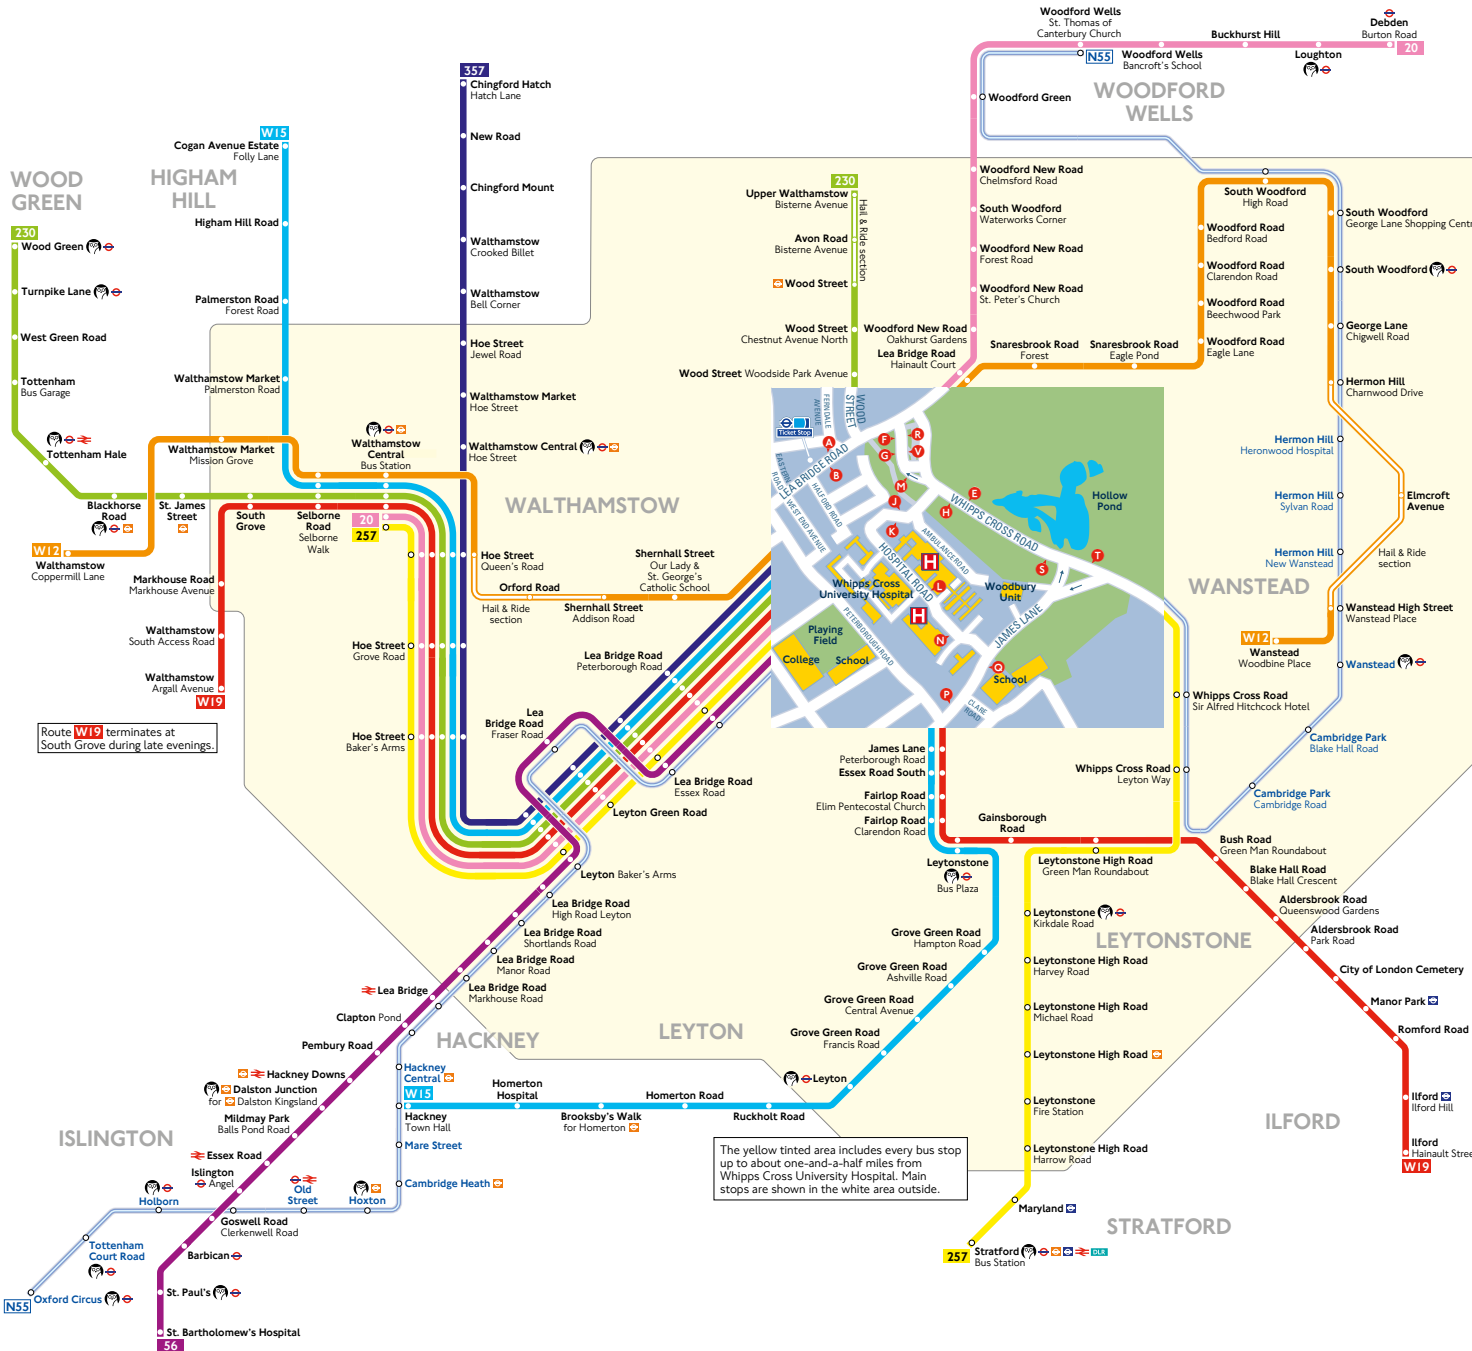 Woodford Wells
St. Thomas of
Canterbury Church
N55
Woodford Wells
Bancroft's School
Buckhurst Hill
Loughton
Debden
Burton Road
20
WOODFORD
WELLS
Woodford Green
357
Chingford Hatch
Hatch Lane
New Road
Chingford Mount
Walthamstow
Crooked Billet
Walthamstow
Bell Corner
Hoe Street
Jewel Road
Walthamstow Market
Hoe Street
Walthamstow Central
Hoe Street
W15
Cogan Avenue Estate
Folly Lane
HIGHAM
HILL
Higham Hill Road
Palmerston Road
Forest Road
Walthamstow Market
Palmerston Road
WOOD
GREEN
230
Wood Green
Turnpike Lane
West Green Road
Tottenham
Bus Garage
Tottenham Hale
Blackhorse
Road
St. James
Street
South
Grove
Selborne
Road
Selborne
Walk
Walthamstow Market
Mission Grove
Walthamstow
Central
Bus Station
20
257
W12
Walthamstow
Coppermill Lane
Markhouse Road
Markhouse Avenue
Walthamstow
South Access Road
Walthamstow
Argall Avenue
W19
Route W19 terminates at
South Grove during late evenings.
WALTHAMSTOW
Hoe Street
Queen's Road
Orford Road
Hail & Ride
section
Shernhall Street
Addison Road
Shernhall Street
Our Lady &
St. George's
Catholic School
Hoe Street
Grove Road
Hoe Street
Baker's Arms
Lea Bridge Road
Peterborough Road
Lea
Bridge Road
Fraser Road
Lea Bridge Road
Essex Road
Leyton Green Road
Leyton Baker's Arms
Lea Bridge Road
High Road Leyton
Lea Bridge Road
Shortlands Road
Lea Bridge Road
Manor Road
Lea Bridge Road
Markhouse Road
230
Upper Walthamstow
Bisterne Avenue
Hail & Ride section
Avon Road
Bisterne Avenue
Wood Street
Wood Street
Chestnut Avenue North
Wood Street Woodside Park Avenue
Woodford New Road
Chelmsford Road
South Woodford
Waterworks Corner
Woodford New Road
Forest Road
Woodford New Road
St. Peter's Church
Woodford New Road
Oakhurst Gardens
Lea Bridge Road
Hainault Court
Snaresbrook Road
Forest
Snaresbrook Road
Eagle Pond
South Woodford
High Road
Woodford Road
Bedford Road
Woodford Road
Clarendon Road
Woodford Road
Beechwood Park
Woodford Road
Eagle Lane
South Woodford
George Lane Shopping Cent
South Woodford
George Lane
Chigwell Road
Hermon Hill
Charnwood Drive
Hermon Hill
Heronwood Hospital
Hermon Hill
Sylvan Road
Elmcroft
Avenue
Hermon Hill
New Wanstead
Hail & Ride
section
WANSTEAD
Wanstead High Street
Wanstead Place
W12
Wanstead
Woodbine Place
Wanstead
Cambridge Park
Blake Hall Road
Cambridge Park
Cambridge Road
Ticket Stop
FERNDALE
AVENUE
WOOD
STREET
LEA BRIDGE ROAD
EASTERN
ROAD
WEST END AVENUE
HALFORD ROAD
HOSPITAL ROAD
AMBULANCE ROAD
WHIPPS CROSS ROAD
PETERBOROUGH ROAD
JAMES LANE
CLARE
ROAD
A
B
F
G
R
V
M
J
K
E
H
S
T
L
N
Q
P
H
H
Hollow
Pond
Whipps Cross
University Hospital
Woodbury
Unit
Playing
Field
College
School
School
James Lane
Peterborough Road
Essex Road South
Fairlop Road
Elim Pentecostal Church
Fairlop Road
Clarendon Road
Leytonstone
Bus Plaza
Gainsborough
Road
Whipps Cross Road
Sir Alfred Hitchcock Hotel
Whipps Cross Road
Leyton Way
Leytonstone High Road
Green Man Roundabout
Bush Road
Green Man Roundabout
Blake Hall Road
Blake Hall Crescent
Aldersbrook Road
Queenswood Gardens
Aldersbrook Road
Park Road
City of London Cemetery
Manor Park
Romford Road
Ilford
Ilford Hill
Ilford
Hainault Stree
W19
ILFORD
LEYTONSTONE
Leytonstone
Kirkdale Road
Leytonstone High Road
Harvey Road
Leytonstone High Road
Michael Road
Leytonstone High Road
Leytonstone
Fire Station
Leytonstone High Road
Harrow Road
Maryland
257
Stratford
DLR
Bus Station
STRATFORD
Grove Green Road
Hampton Road
Grove Green Road
Ashville Road
Grove Green Road
Central Avenue
Grove Green Road
Francis Road
Leyton
LEYTON
Ruckholt Road
Homerton Road
Brooksby's Walk
for Homerton
Homerton
Hospital
W15
Hackney
Town Hall
Hackney
Central
HACKNEY
Mare Street
Cambridge Heath
Lea Bridge
Clapton Pond
Pembury Road
Hackney Downs
Dalston Junction
for Dalston Kingsland
Mildmay Park
Balls Pond Road
Essex Road
Islington
Angel
ISLINGTON
Old
Street
Hoxton
Holborn
Goswell Road
Clerkenwell Road
Tottenham
Court Road
Barbican
N55
Oxford Circus
St. Paul's
St. Bartholomew's Hospital
56
The yellow tinted area includes every bus stop
up to about one-and-a-half miles from
Whipps Cross University Hospital. Main
stops are shown in the white area outside.